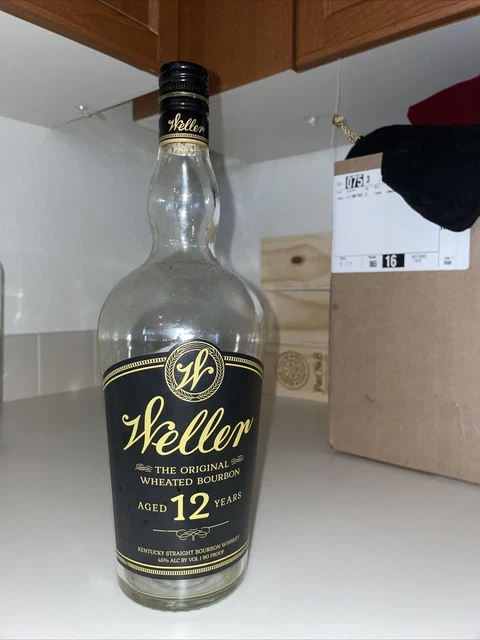 Weller
W
Weller
THE ORIGINAL
WHEATED BOURBON
AGED 12 YEARS
KENTUCKY STRAIGHT BOURBON WHISKEY
45% ALC BY VOL | 90 PROOF
075 3
16